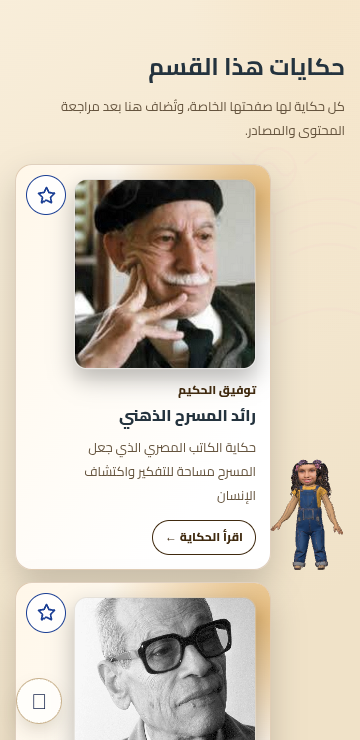 حكايات هذا القسم
كل حكاية لها صفحتها الخاصة، وتُضاف هنا بعد مراجعة
المحتوى والمصادر.
توفيق الحكيم
رائد المسرح الذهني
حكاية الكاتب المصري الذي جعل
المسرح مساحة للتفكير واكتشاف
الإنسان
اقرأ الحكاية ←